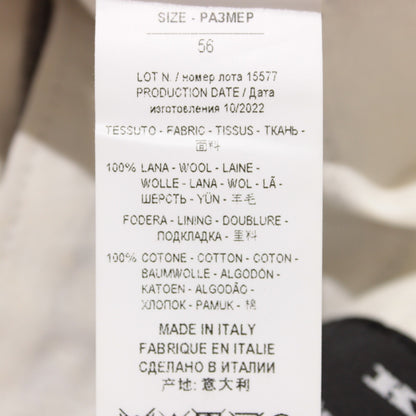 SIZE - РАЗМЕР
56
LOT N. / номер лота 15577
PRODUCTION DATE / Дата
изготовления 10/2022
TESSUTO - FABRIC - TISSUS - ТКАНЬ -
面料
100% LANA - WOOL - LAINE -
WOLLE - LANA - WOL - LÃ -
ШЕРСТЬ - YÜN - 羊毛
FODERA - LINING - DOUBLURE -
ПОДКЛАДКА - 里料
100% COTONE - COTTON - COTON -
BAUMWOLLE - ALGODÓN -
KATOEN - ALGODÃO -
ХЛОПОК - PAMUK - 棉
MADE IN ITALY
FABRIQUE EN ITALIE
СДЕЛАНО В ИТАЛИИ
产地: 意大利